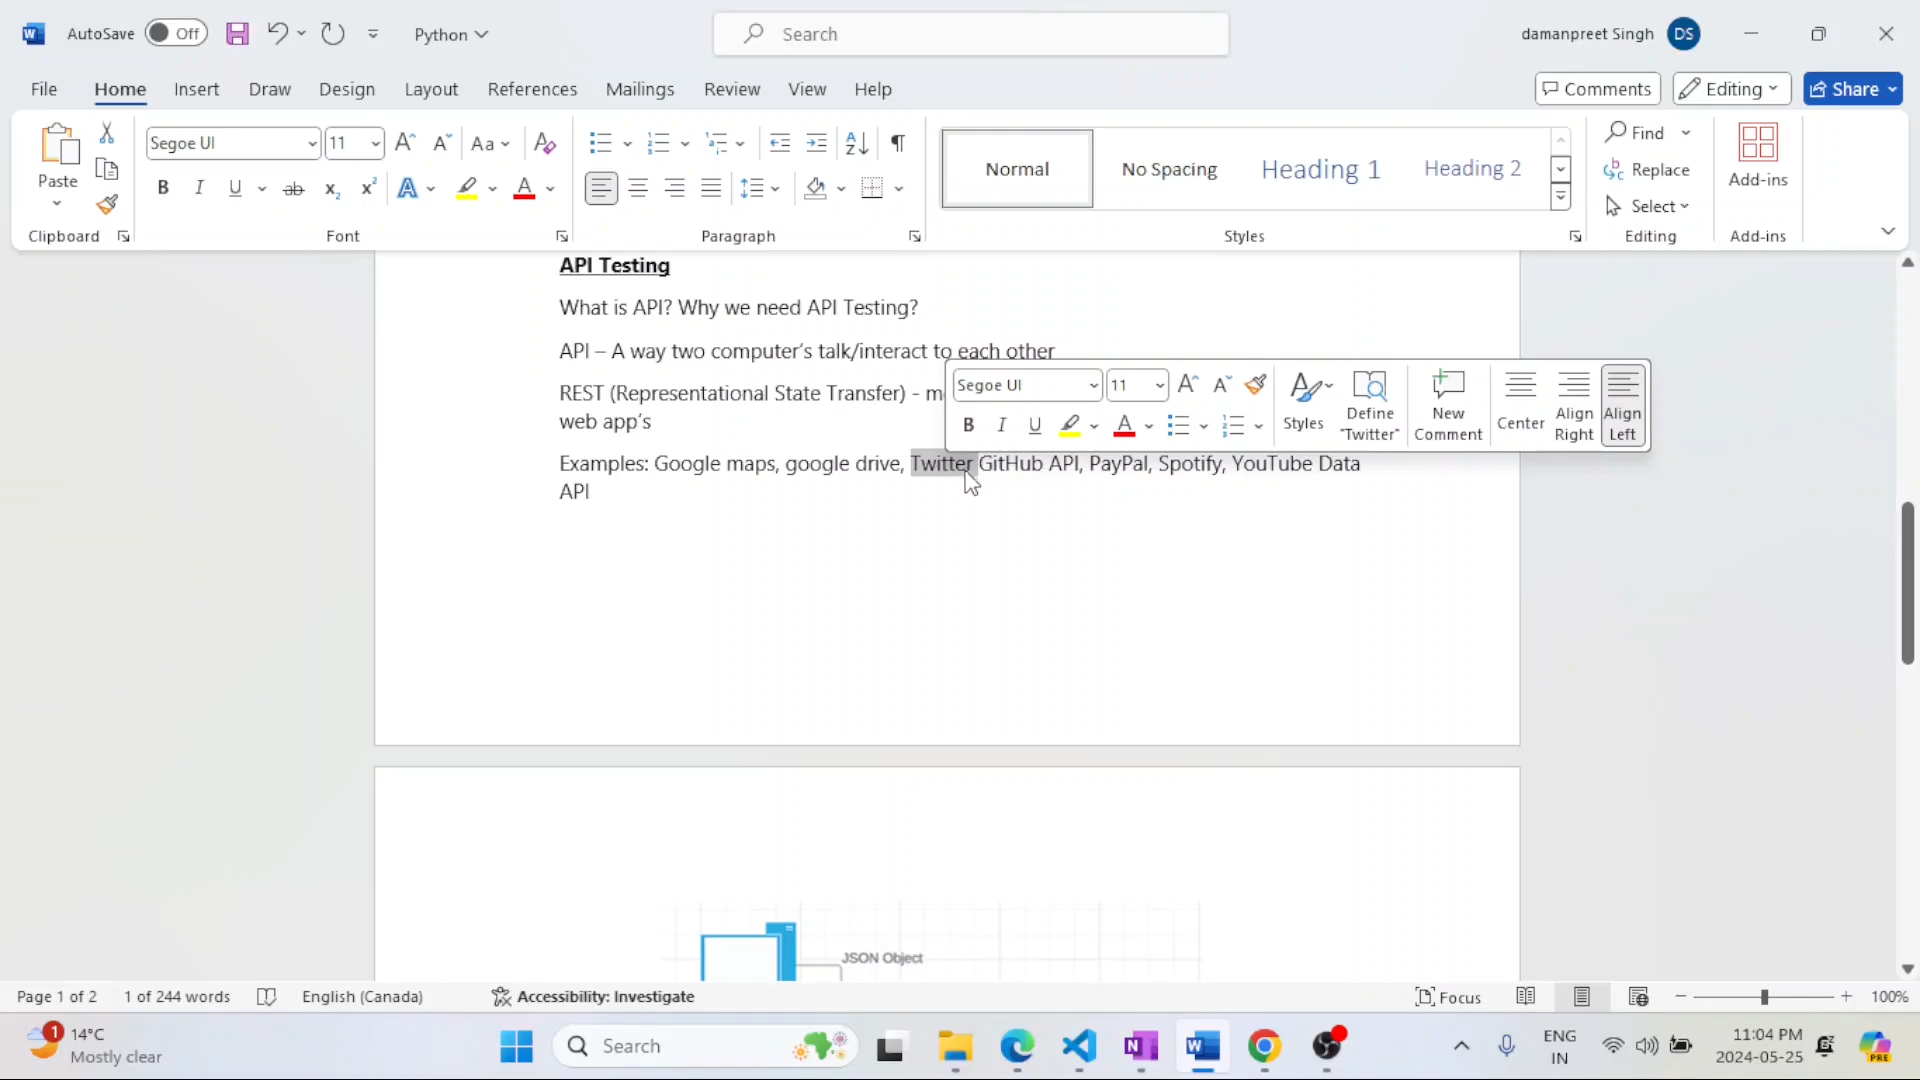 AutoSave Off Python Search damanpreet Singh DS
File Home Insert Draw Design Layout References Mailings Review View Help Comments Editing Share
Segoe UI 11 Aa Normal No Spacing Heading 1 Heading 2 Find
Paste B I U ab x₂ x² A A Replace Add-ins
Select
Clipboard Font Paragraph Styles Editing Add-ins
API Testing
What is API? Why we need API Testing?
API – A way two computer's talk/interact to each other
REST (Representational State Transfer) -
web app's
Segoe UI 11
B I U A Styles Define "Twitter" New Comment Center Align Right Align Left
Examples: Google maps, google drive, Twitter GitHub API, PayPal, Spotify, YouTube Data
API
JSON Object
Page 1 of 2 1 of 244 words English (Canada) Accessibility: Investigate Focus 100%
1 14°C
Mostly clear
Search
ENG
IN
11:04 PM
2024-05-25
PRE